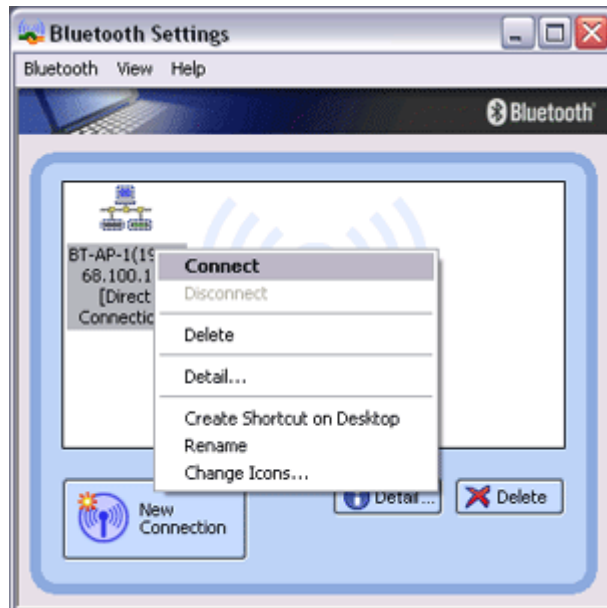 Bluetooth Settings
Bluetooth View Help
Bluetooth
BT-AP-1(19
68.100.1
[Direct
Connectio
Connect
Disconnect
Delete
Detail...
Create Shortcut on Desktop
Rename
Change Icons...
New
Connection
Detail...
Delete